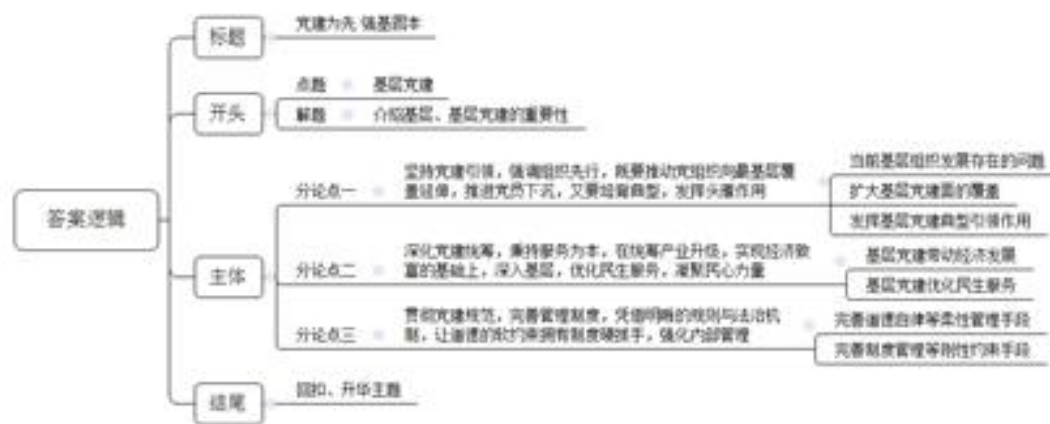 标题
党建为先 强基固本
开头
点题
基层党建
解题
介绍基层、基层党建的重要性
答案逻辑
主体
分论点一
坚持党建引领，强调组织先行，既要推动党组织向最基层覆
盖延伸，推进党员下沉，又要培育典型，发挥头雁作用
当前基层组织发展存在的问题
扩大基层党建面的覆盖
发挥基层党建典型引领作用
分论点二
深化党建统筹，秉持服务为本，在统筹产业升级，实现经济致
富的基础上，深入基层，优化民生服务，凝聚民心力量
基层党建带动经济发展
基层党建优化民生服务
分论点三
贯彻党建规范，完善管理制度，凭借明晰的规则与法治机
制，让道德的软约束拥有制度硬抓手，强化内部管理
完善道德自律等柔性管理手段
完善制度管理等刚性约束手段
结尾
回扣、升华主题